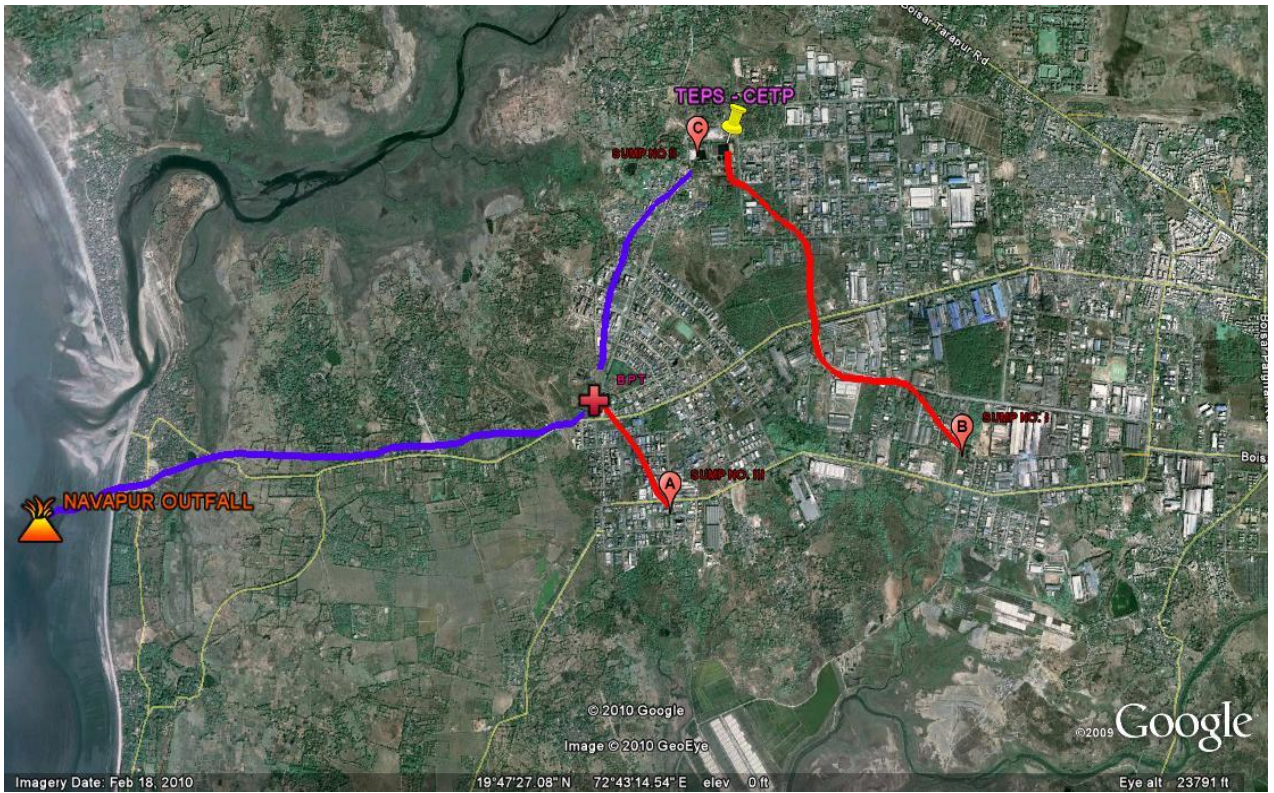 Boisar-Tarapur Rd
TEPS - CETP
C
SUMP NO II
BPT
SUMP NO. I
B
SUMP NO. III
A
Bois
NAVAPUR OUTFALL
© 2010 Google
Image © 2010 GeoEye
©2009 Google
Imagery Date: Feb 18, 2010
19°47'27.08" N 72°43'14.54" E elev 0 ft
Eye alt 23791 ft